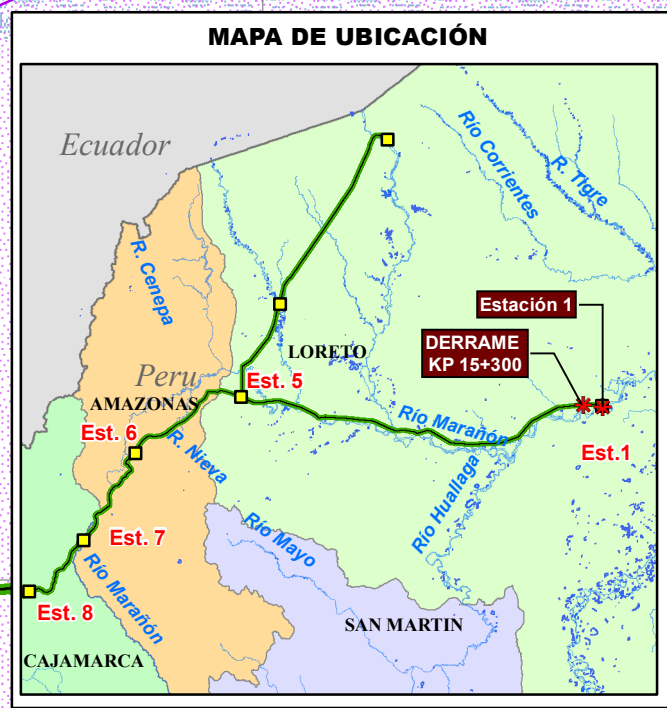 MAPA DE UBICACIÓN
Ecuador
Río Corrientes
R. Tigre
R. Cenepa
Estación 1
DERRAME
KP 15+300
LORETO
Peru
AMAZONAS
Est. 5
Río Marañón
Est. 6
R. Nieva
Est.1
Río Huallaga
Río Mayo
Est. 7
Río Marañón
Est. 8
SAN MARTIN
CAJAMARCA